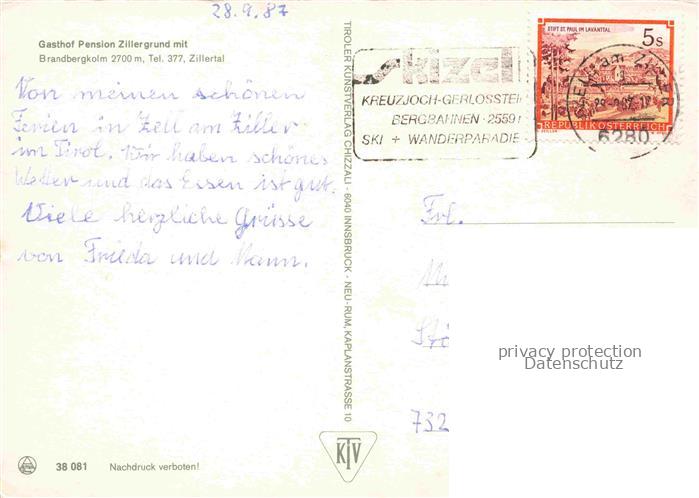 28.9.87
Gasthof Pension Zillergrund mit
Brandbergkolm 2700 m, Tel. 377, Zillertal
Von meinen schönen
Ferien in Zell am Ziller
im Tirol. Wir haben schönes
Wetter und das Essen ist gut.
Viele herzliche Grüsse
von Frieda und Mann.
38 081 Nachdruck verboten!
TIROLER KUNSTVERLAG CHIZZALI · 6040 INNSBRUCK · NEU-RUM, KAPLANSTRASSE 10
KTV
KREUZJOCH-GERLOSSTEI
BERGBAHNEN · 2559
SKI + WANDERPARADIE
STIFT ST. PAUL IM LAVANTTAL
5s
REPUBLIK ÖSTERREICH
6280
Frl.
732
privacy protection
Datenschutz